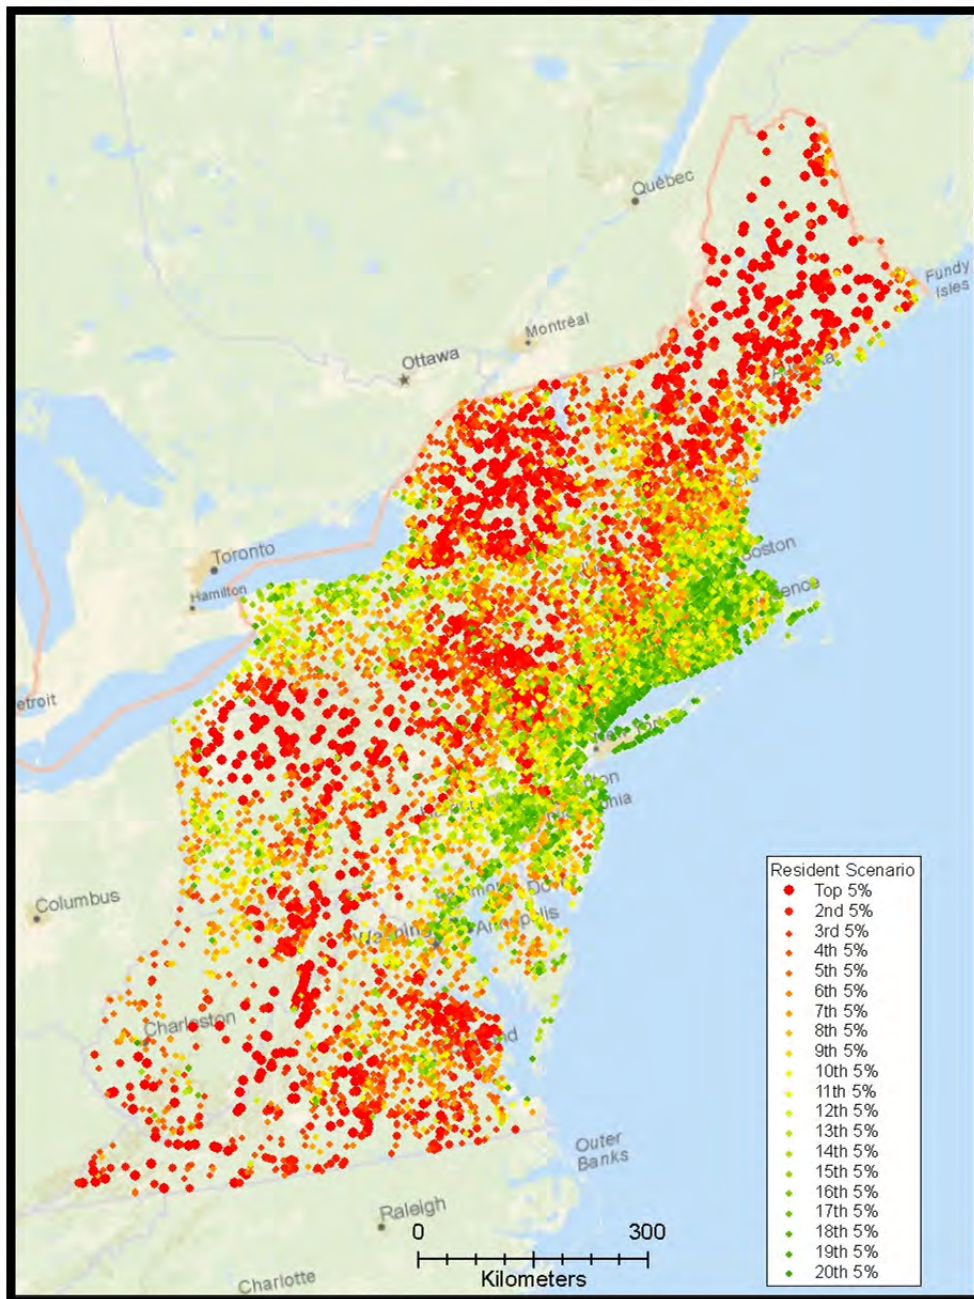 Québec
Fundy
Isles
Montréal
Ottawa
Toronto
Boston
Hamilton
etroit
Columbus
Annapolis
Charleston
Outer
Banks
Raleigh
Charlotte
0 300
Kilometers
Resident Scenario
Top 5%
2nd 5%
3rd 5%
4th 5%
5th 5%
6th 5%
7th 5%
8th 5%
9th 5%
10th 5%
11th 5%
12th 5%
13th 5%
14th 5%
15th 5%
16th 5%
17th 5%
18th 5%
19th 5%
20th 5%